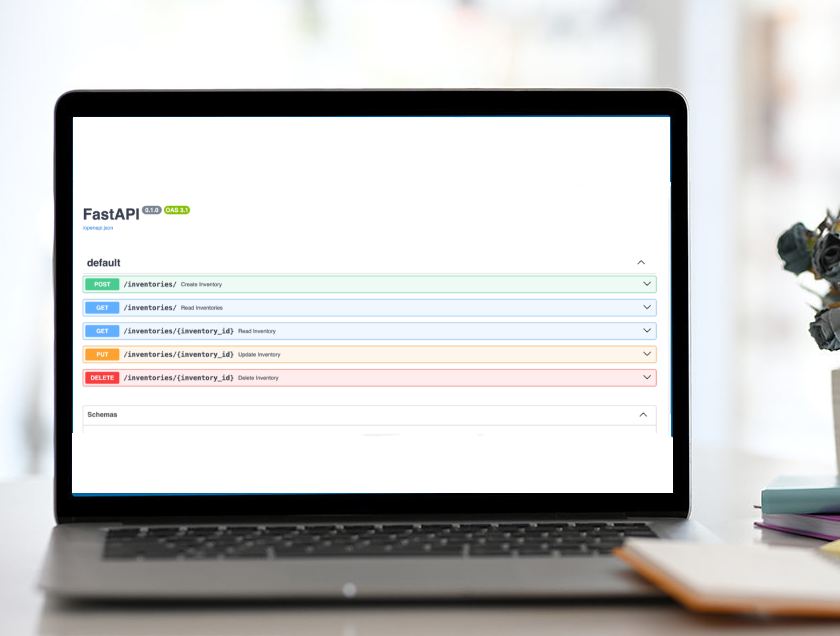 FastAPI 0.1.0 OAS 3.1
/openapi.json
default
POST /inventories/ Create Inventory
GET /inventories/ Read Inventories
GET /inventories/{inventory_id} Read Inventory
PUT /inventories/{inventory_id} Update Inventory
DELETE /inventories/{inventory_id} Delete Inventory
Schemas